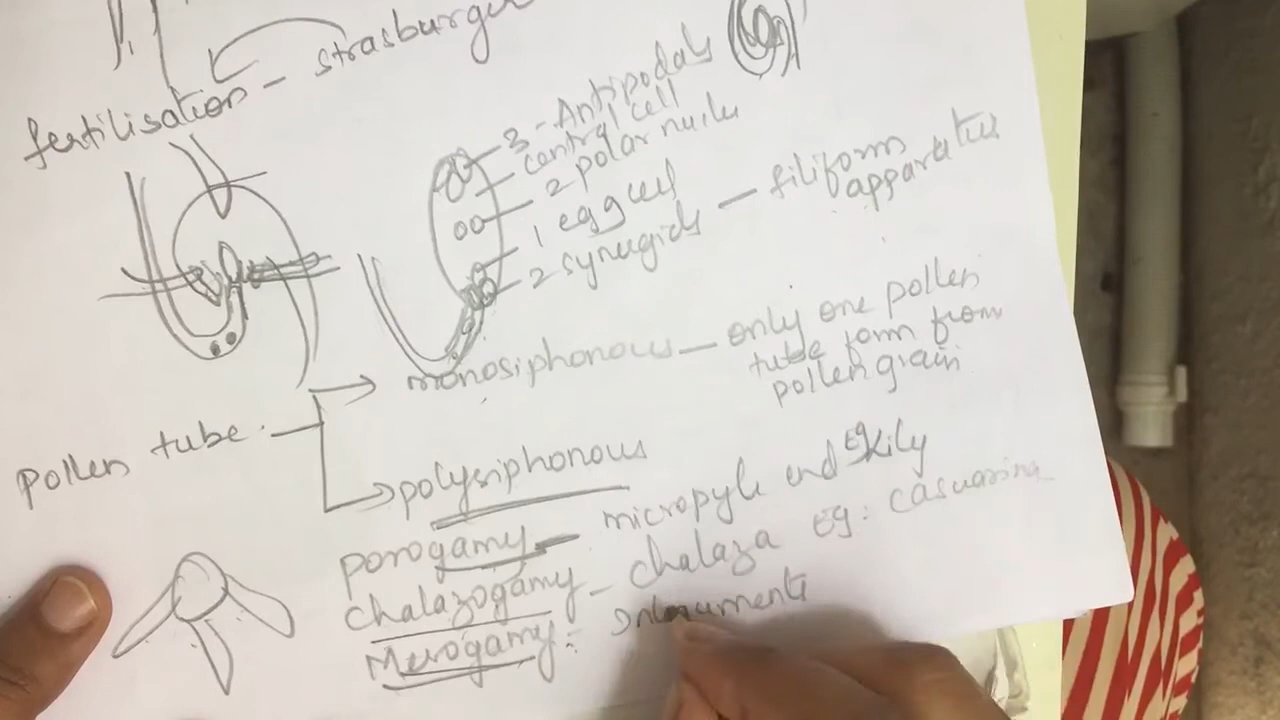 fertilisation - strasburger
3 - Antipodals
central cell
2 polar nuclei
1 egg cell
2 synergids - filiform
apparatus
monosiphonous - only one pollen
tube form from
pollen grain
pollen tube
polysiphonous
porogamy - micropyle end Eg lily
chalazogamy - chalaza Eg: casuarina
Mesogamy: